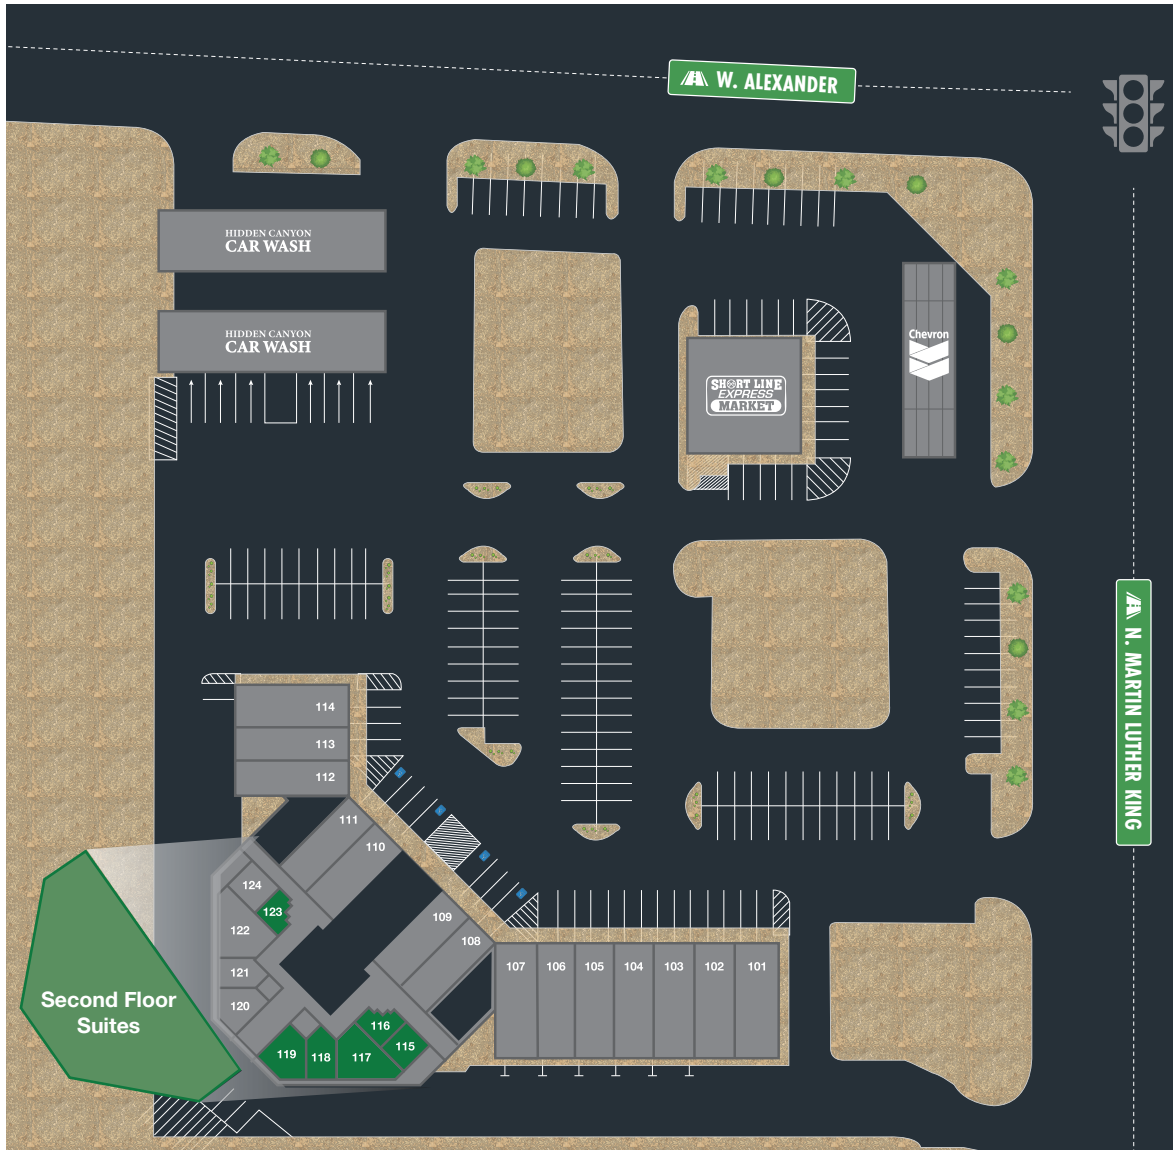 W. ALEXANDER
HIDDEN CANYON
CAR WASH
HIDDEN CANYON
CAR WASH
Chevron
SHORT LINE
EXPRESS
MARKET
N. MARTIN LUTHER KING
114
113
112
111
110
109
108
107
106
105
104
103
102
101
124
123
122
121
120
119
118
117
116
115
Second Floor
Suites